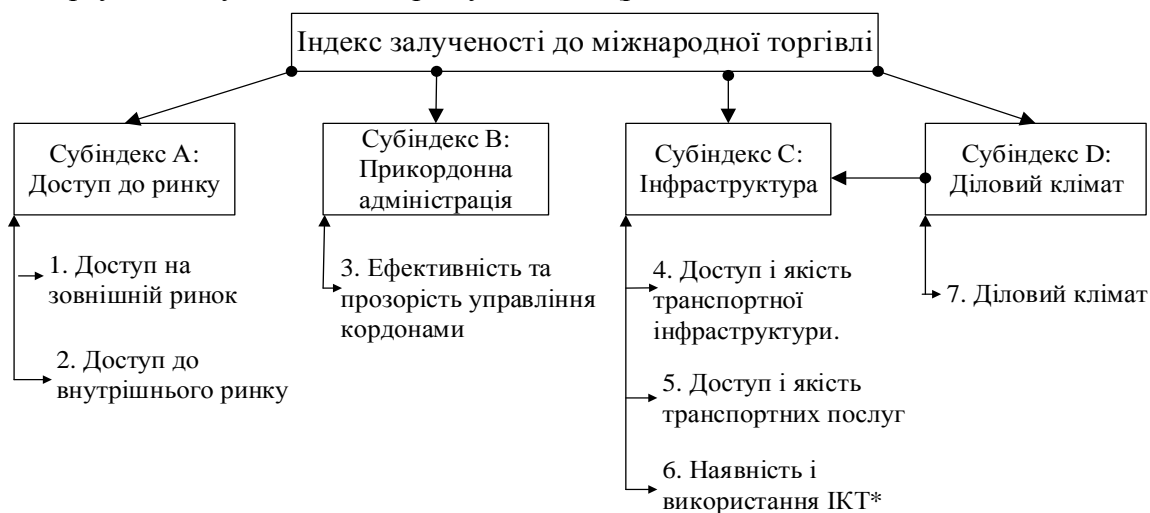 Індекс залученості до міжнародної торгівлі
Субіндекс А:
Доступ до ринку
Субіндекс В:
Прикордонна
адміністрація
Субіндекс С:
Інфраструктура
Субіндекс D:
Діловий клімат
1. Доступ на
зовнішній ринок
2. Доступ до
внутрішнього ринку
3. Ефективність та
прозорість управління
кордонами
4. Доступ і якість
транспортної
інфраструктури.
5. Доступ і якість
транспортних послуг
6. Наявність і
використання ІКТ*
7. Діловий клімат